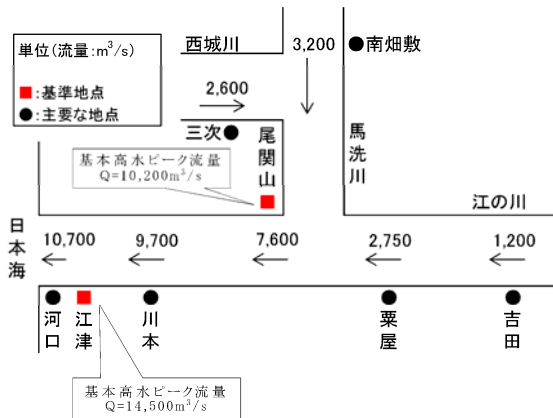 単位(流量:m³/s)
■:基準地点
●:主要な地点
西城川
3,200
南畑敷
2,600
三次
尾関山
馬洗川
基本高水ピーク流量
Q=10,200m³/s
江の川
日本海
10,700
9,700
7,600
2,750
1,200
河口
江津
川本
粟屋
吉田
基本高水ピーク流量
Q=14,500m³/s